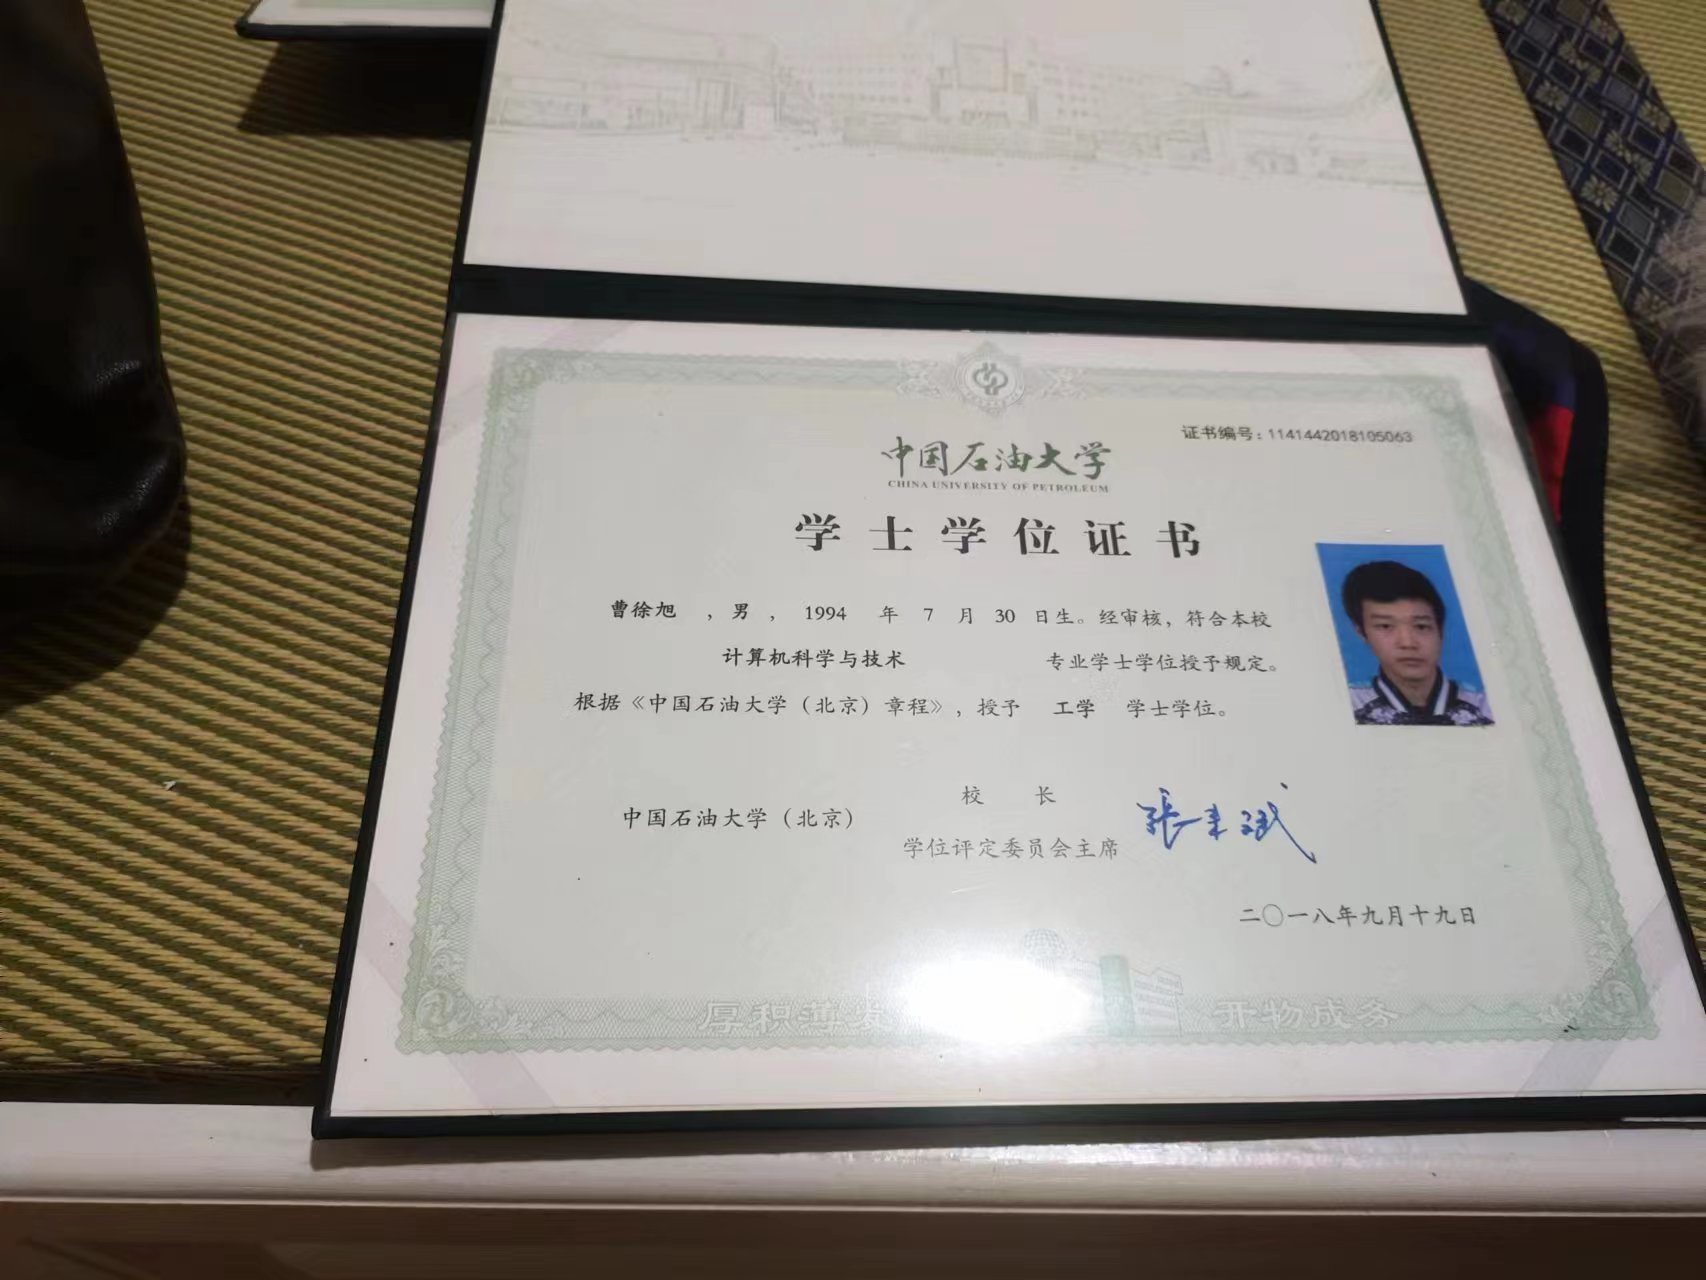 证书编号：1141442018105063
中国石油大学
CHINA UNIVERSITY OF PETROLEUM
学士学位证书
曹徐旭 ，男， 1994 年 7 月 30 日生。经审核，符合本校
计算机科学与技术 专业学士学位授予规定。
根据《中国石油大学（北京）章程》，授予 工学 学士学位。
中国石油大学（北京）
校 长
学位评定委员会主席
張来斌
二〇一八年九月十九日
厚积薄发 开物成务